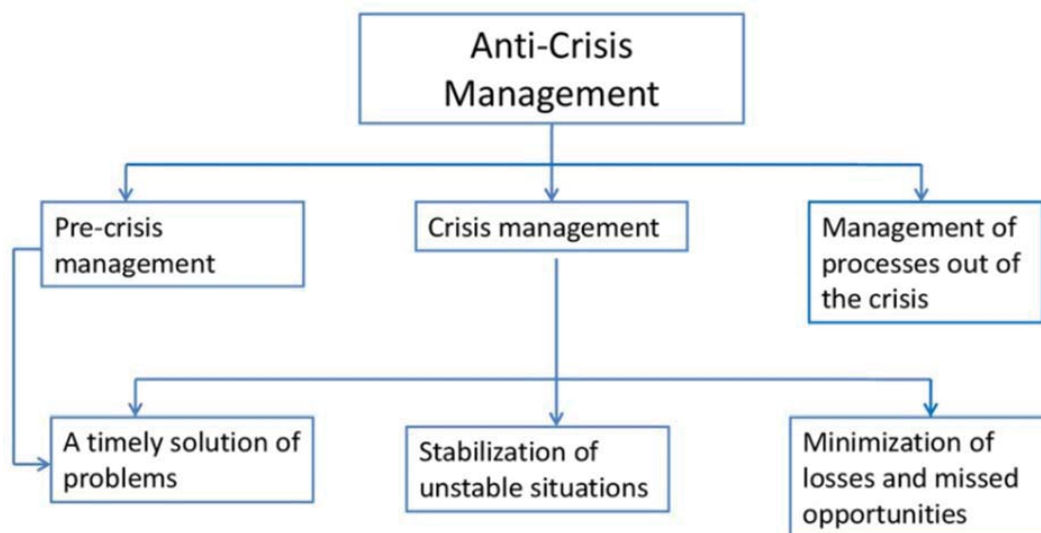 Anti-Crisis
Management
Pre-crisis
management
Crisis management
Management of
processes out of
the crisis
A timely solution of
problems
Stabilization of
unstable situations
Minimization of
losses and missed
opportunities